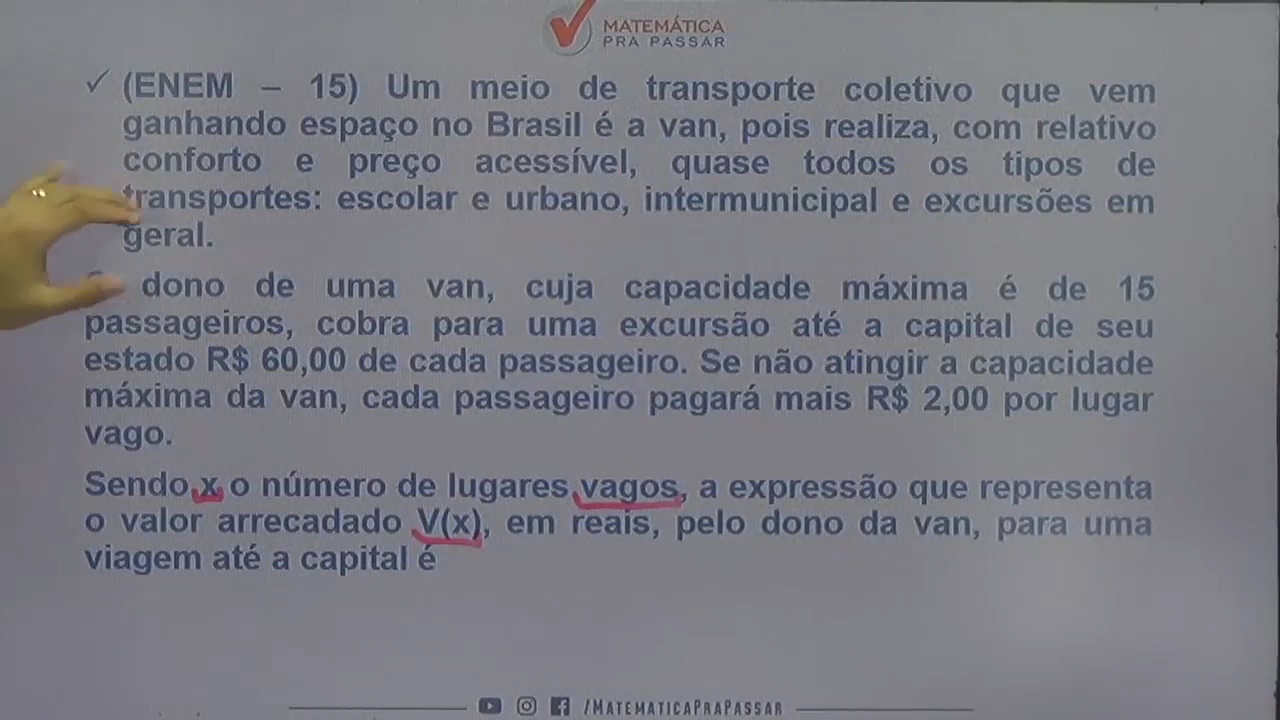 MATEMÁTICA
PRA PASSAR
✓ (ENEM – 15) Um meio de transporte coletivo que vem
ganhando espaço no Brasil é a van, pois realiza, com relativo
conforto e preço acessível, quase todos os tipos de
transportes: escolar e urbano, intermunicipal e excursões em
geral.
dono de uma van, cuja capacidade máxima é de 15
passageiros, cobra para uma excursão até a capital de seu
estado R$ 60,00 de cada passageiro. Se não atingir a capacidade
máxima da van, cada passageiro pagará mais R$ 2,00 por lugar
vago.
Sendo x o número de lugares vagos, a expressão que representa
o valor arrecadado V(x), em reais, pelo dono da van, para uma
viagem até a capital é
/MATEMATICAPRAPASSAR